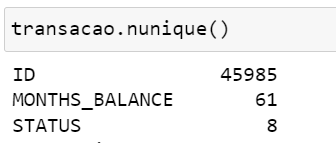 transacao.nunique()
ID 45985
MONTHS_BALANCE 61
STATUS 8